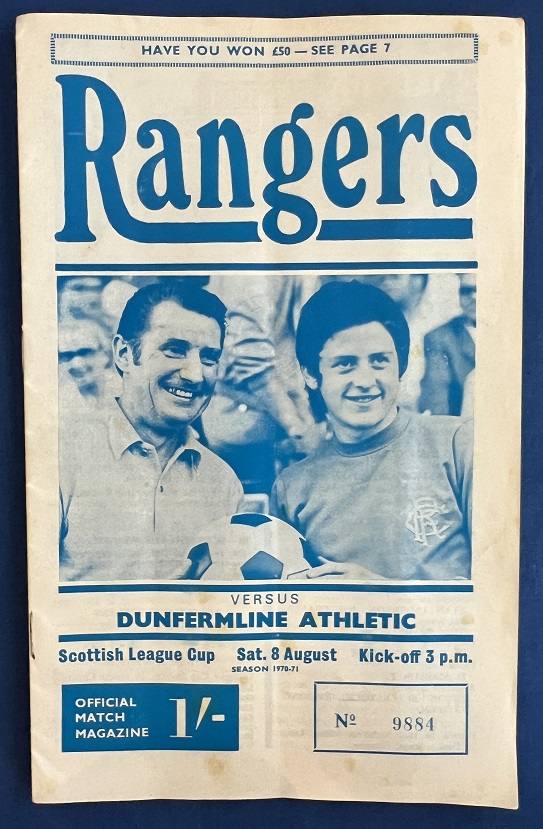 HAVE YOU WON £50 — SEE PAGE 7
Rangers
VERSUS
DUNFERMLINE ATHLETIC
Scottish League Cup Sat. 8 August Kick-off 3 p.m.
SEASON 1970-71
OFFICIAL
MATCH
MAGAZINE
1/-
Nº 9884